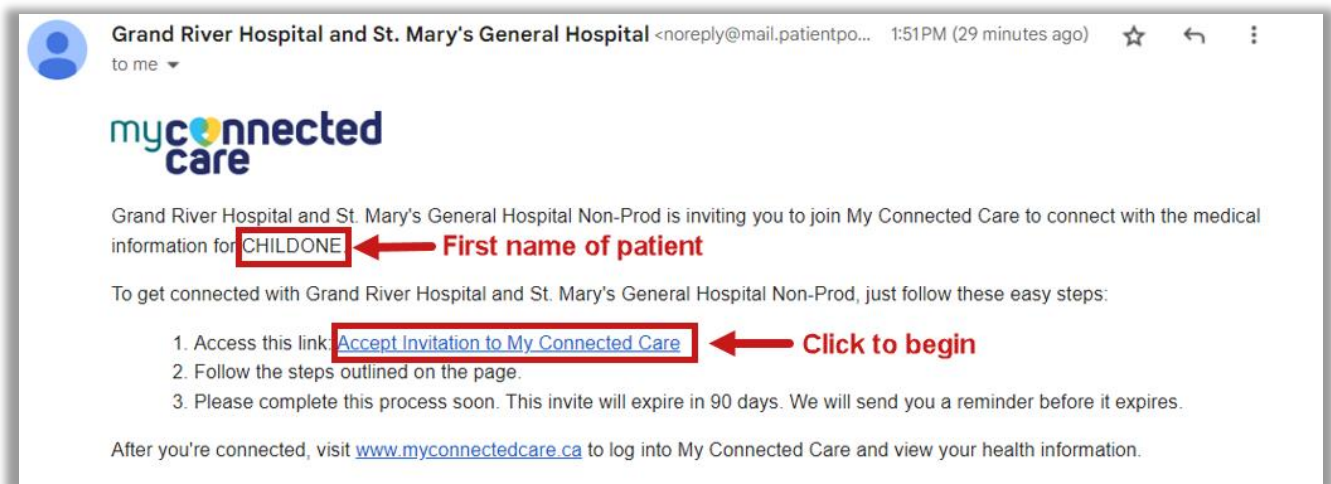 Grand River Hospital and St. Mary's General Hospital <noreply@mail.patientpo... 1:51 PM (29 minutes ago)
to me
myconnected
care
Grand River Hospital and St. Mary's General Hospital Non-Prod is inviting you to join My Connected Care to connect with the medical
information for CHILDONE. First name of patient
To get connected with Grand River Hospital and St. Mary's General Hospital Non-Prod, just follow these easy steps:
1. Access this link: Accept Invitation to My Connected Care Click to begin
2. Follow the steps outlined on the page.
3. Please complete this process soon. This invite will expire in 90 days. We will send you a reminder before it expires.
After you're connected, visit www.myconnectedcare.ca to log into My Connected Care and view your health information.